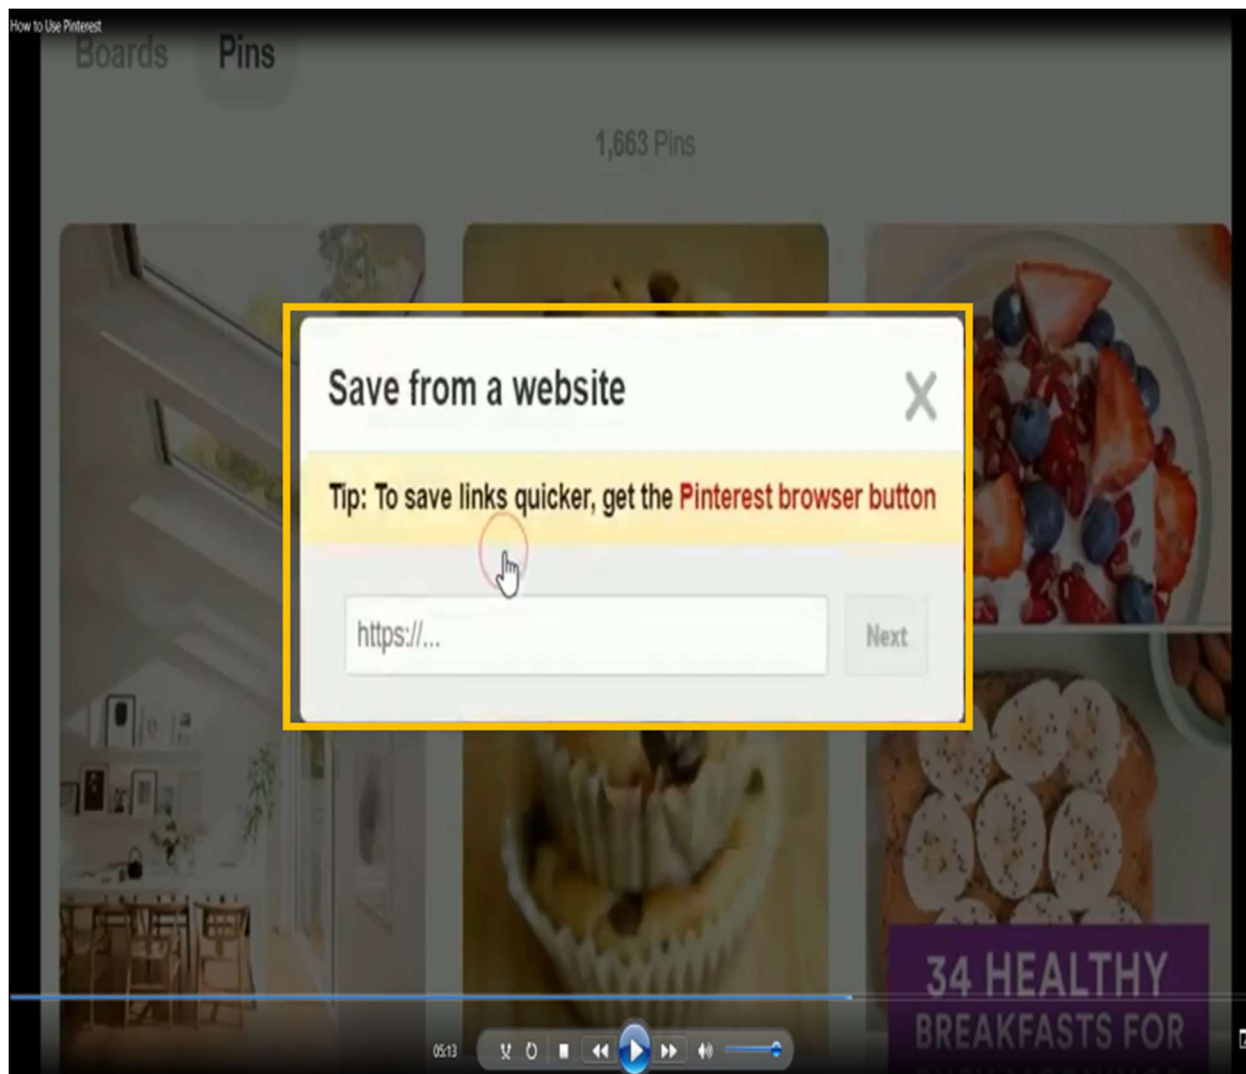 How to Use Pinterest
Boards Pins
1,663 Pins
Save from a website
Tip: To save links quicker, get the Pinterest browser button
https://...
Next
34 HEALTHY
BREAKFASTS FOR
05:13